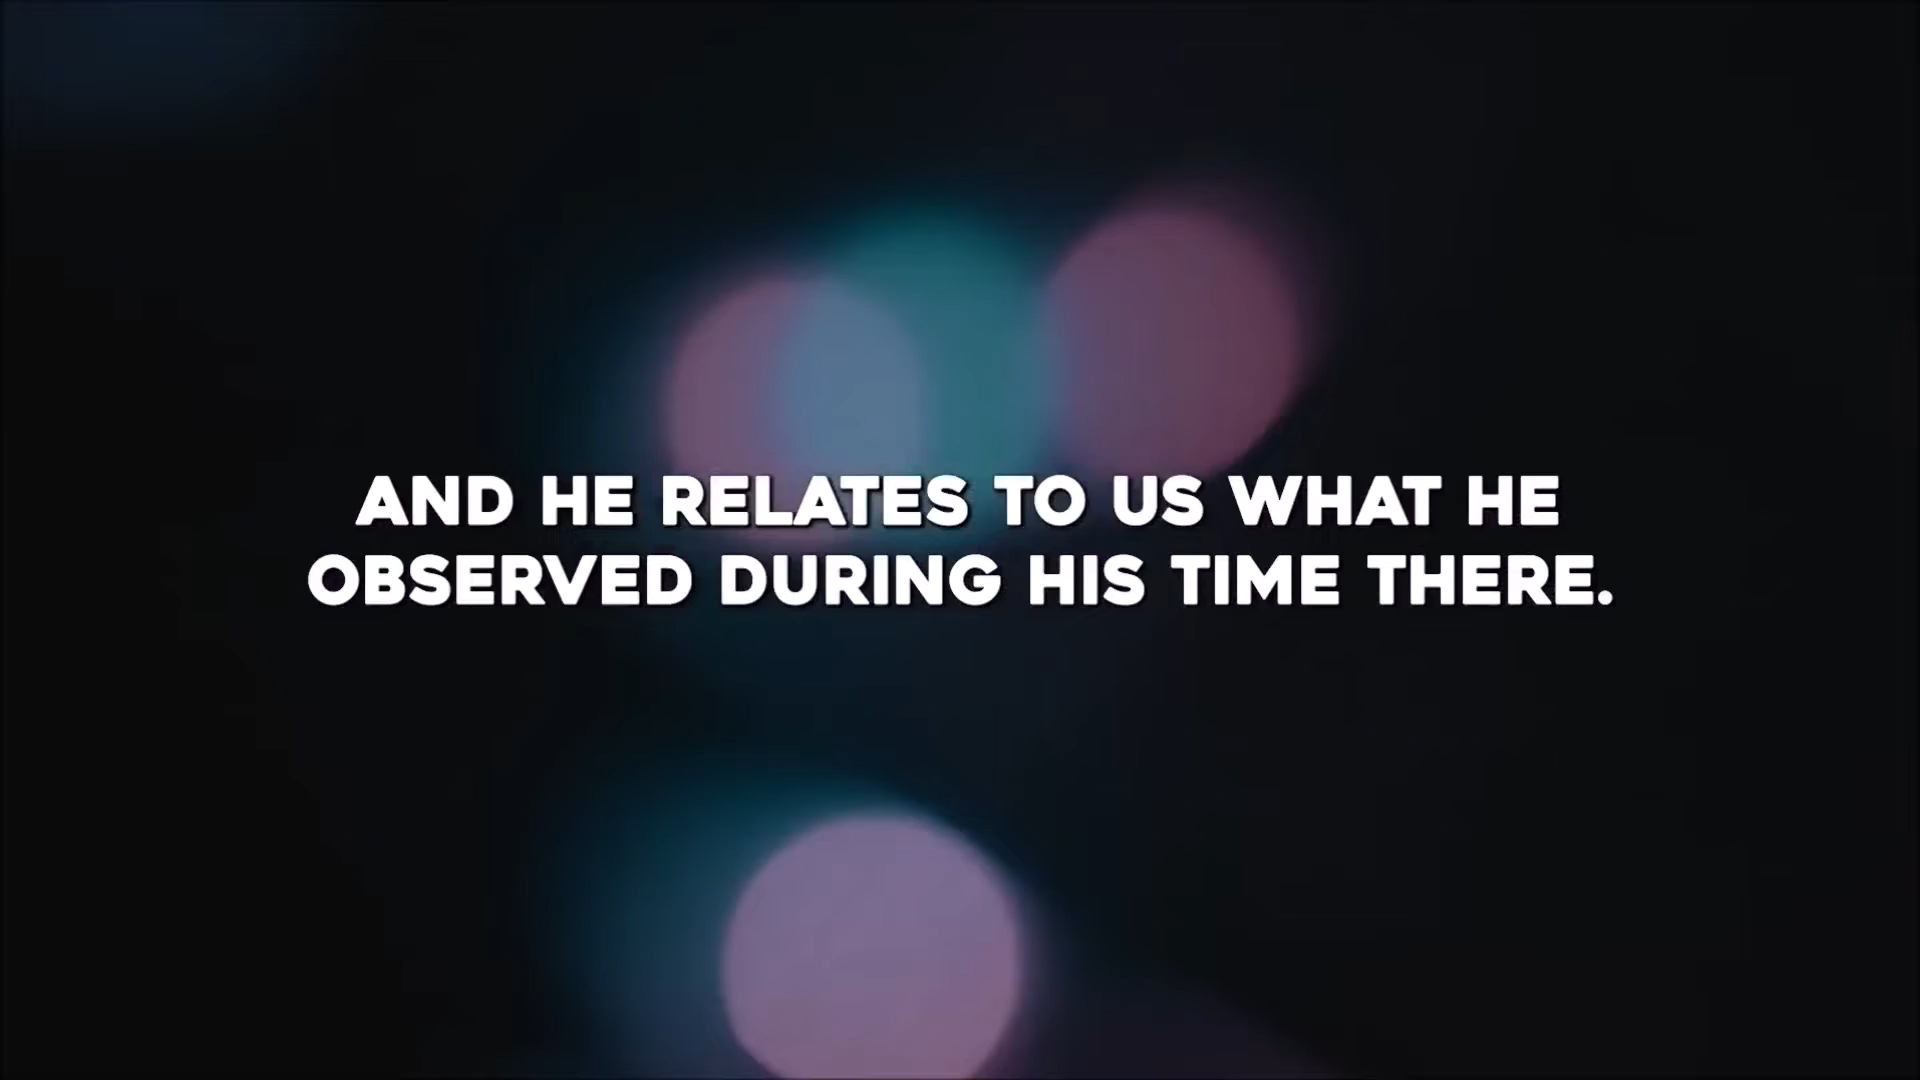 AND HE RELATES TO US WHAT HE
OBSERVED DURING HIS TIME THERE.